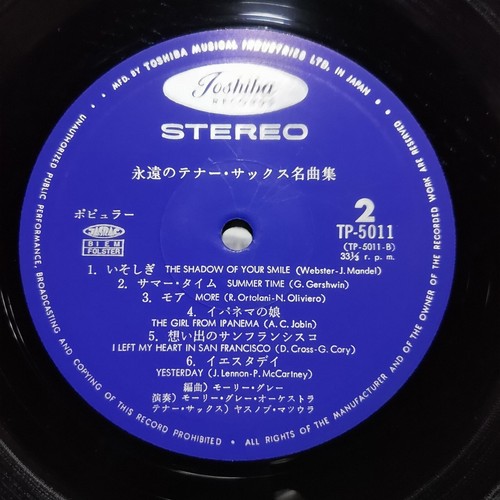 MFD. BY TOSHIBA MUSICAL INDUSTRIES LTD. IN JAPAN • ALL RIGHTS OF THE MANUFACTURER AND OF THE OWNER OF THE RECORDED WORK ARE RESERVED
UNAUTHORIZED PUBLIC PERFORMANCE, BROADCASTING AND COPYING OF THIS RECORD PROHIBITED
Toshiba
RECORDS
STEREO
永遠のテナー・サックス名曲集
ポピュラー
2
TP-5011
BIEM
(TP-5011-B)
FOLSTER
33⅓ r. p. m.
1. いそしぎ THE SHADOW OF YOUR SMILE (Webster-J. Mandel)
2. サマー・タイム SUMMER TIME (G. Gershwin)
3. モア MORE (R. Ortolani-N. Oliviero)
4. イパネマの娘
THE GIRL FROM IPANEMA (A. C. Jobin)
5.想い出のサンフランシスコ
I LEFT MY HEART IN SAN FRANCISCO (D. Cross-G. Cory)
6. イエスタデイ
YESTERDAY (J. Lennon-P. McCartney)
編曲) モーリー・グレー
演奏) モーリー・グレー・オーケストラ
テナー・サックス) ヤスノブ・マツウラ